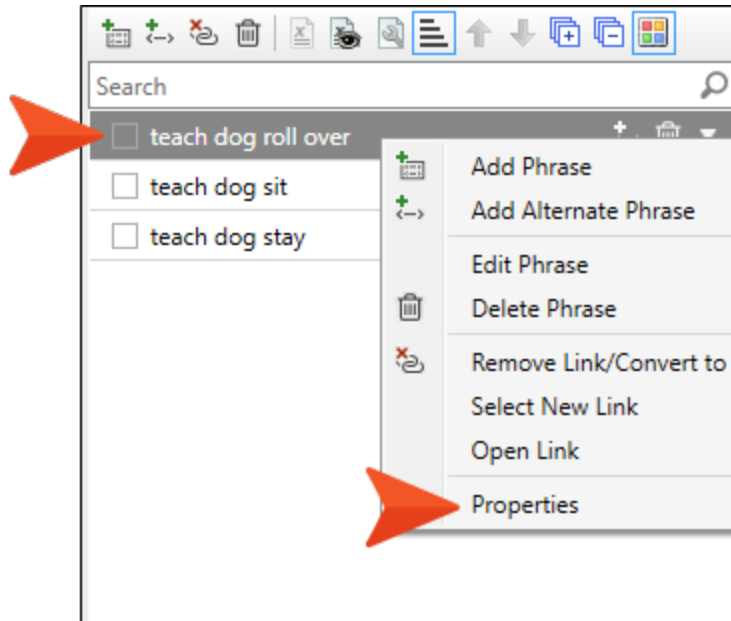 Search
teach dog roll over
teach dog sit
teach dog stay
Add Phrase
Add Alternate Phrase
Edit Phrase
Delete Phrase
Remove Link/Convert to
Select New Link
Open Link
Properties